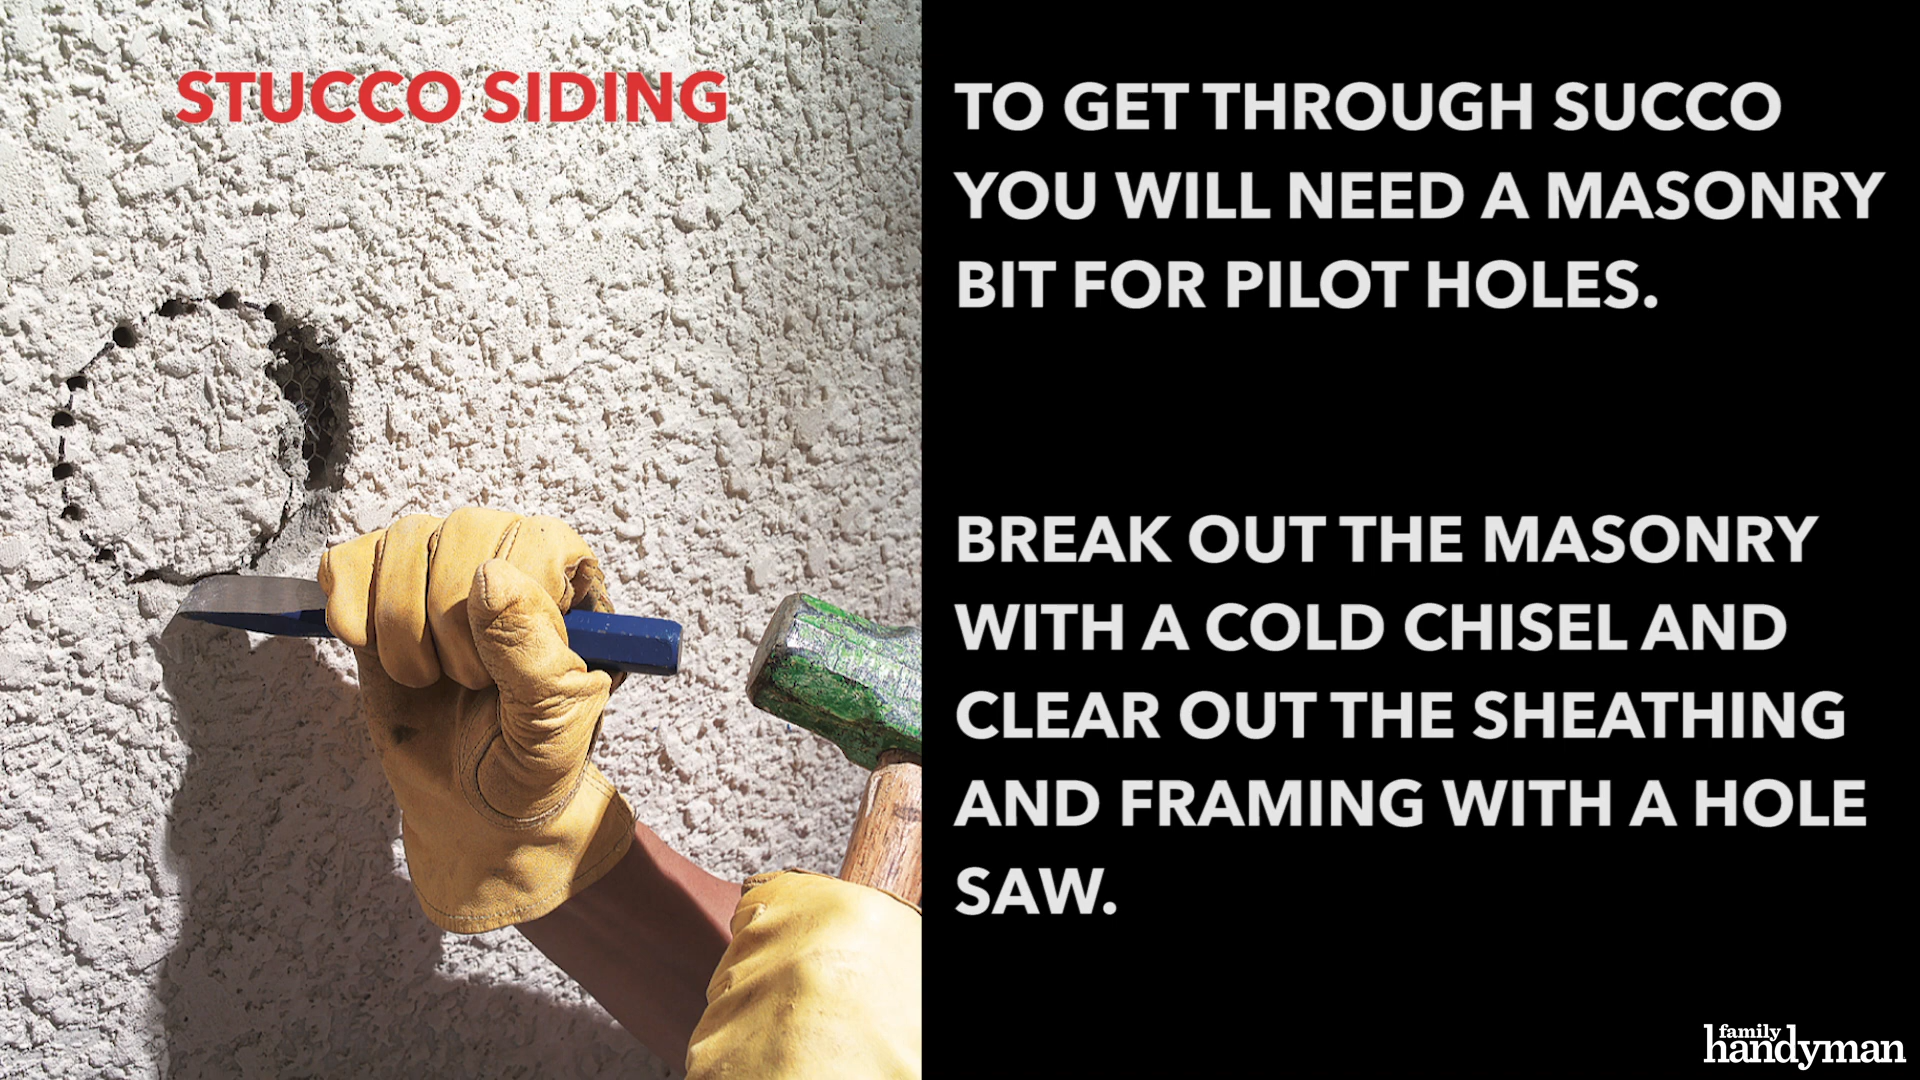 STUCCO SIDING
TO GET THROUGH SUCCO
YOU WILL NEED A MASONRY
BIT FOR PILOT HOLES.
BREAK OUT THE MASONRY
WITH A COLD CHISEL AND
CLEAR OUT THE SHEATHING
AND FRAMING WITH A HOLE
SAW.
family
handyman